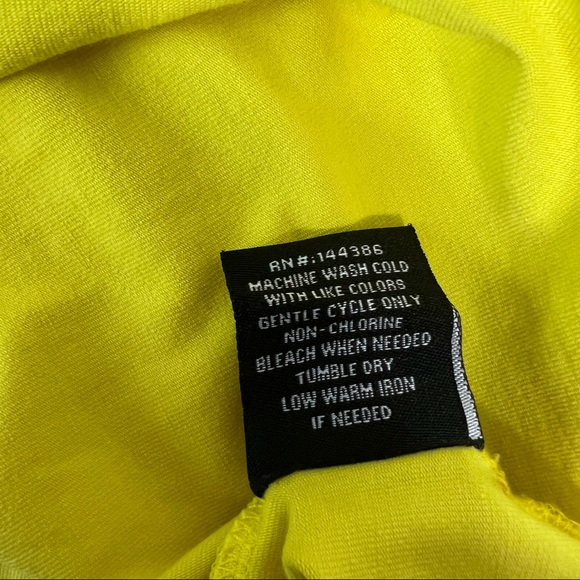 RN#:144386
MACHINE WASH COLD
WITH LIKE COLORS
GENTLE CYCLE ONLY
NON-CHLORINE
BLEACH WHEN NEEDED
TUMBLE DRY
LOW WARM IRON
IF NEEDED